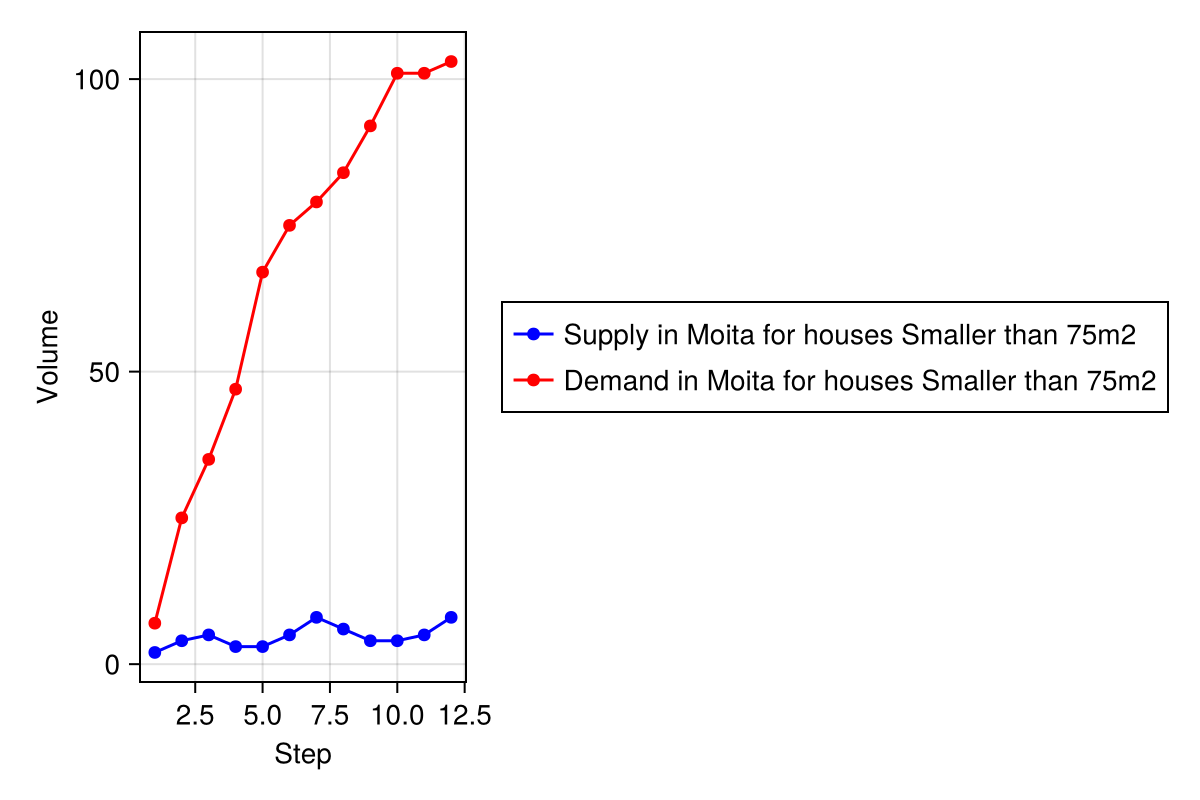 100
50
0
Volume
2.5 5.0 7.5 10.0 12.5
Step
Supply in Moita for houses Smaller than 75m2
Demand in Moita for houses Smaller than 75m2